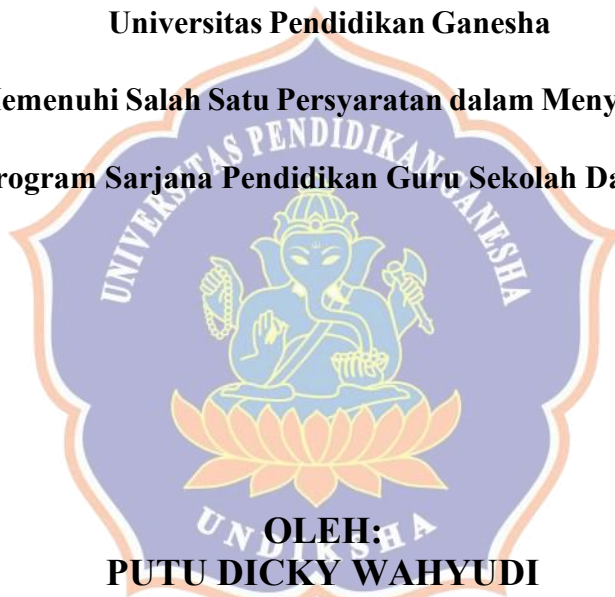 Universitas Pendidikan Ganesha
emenuhi Salah Satu Persyaratan dalam Meny
rogram Sarjana Pendidikan Guru Sekolah Da
UNIVERSITAS PENDIDIKAN GANESHA
OLEH:
UNDIKSHA
PUTU DICKY WAHYUDI